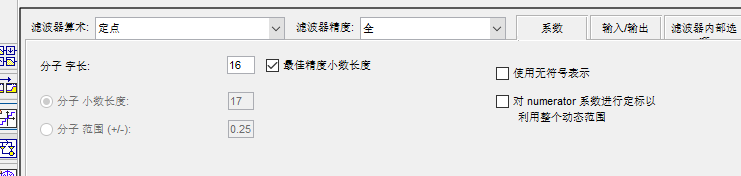 滤波器算术: 定点 滤波器精度: 全 系数 输入/输出 滤波器内部选
分子 字长: 16 最佳精度小数长度
使用无符号表示
分子 小数长度: 17
对 numerator 系数进行定标以
利用整个动态范围
分子 范围 (+/-): 0.25